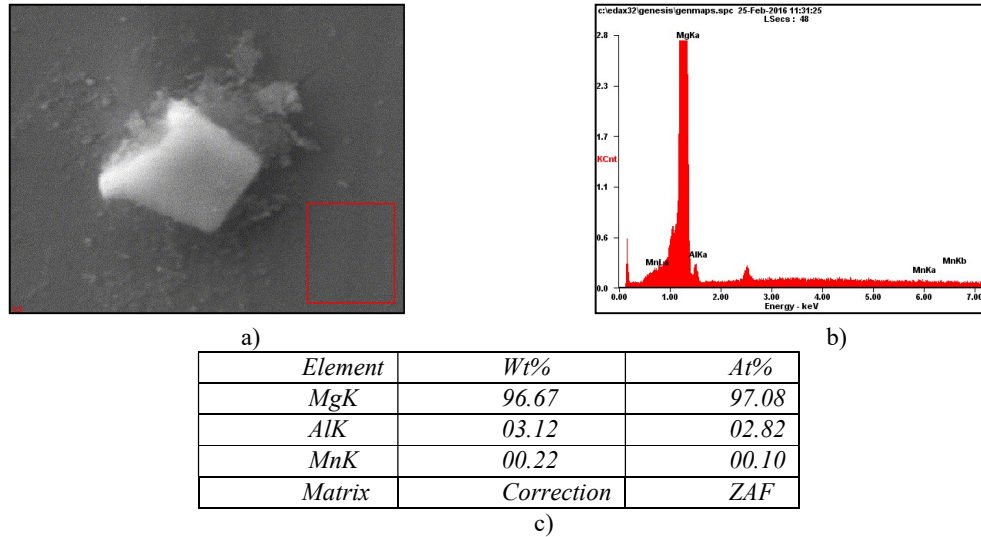 c:\edax32\genesis\genmaps.spc 25-Feb-2016 11:31:25
LSecs : 48
2.8
MgKa
2.3
1.7
KCnt
1.1
0.6
MnLa
AlKa
MnKa
MnKb
0.0
0.00 1.00 2.00 3.00 4.00 5.00 6.00 7.0
Energy - keV
a)
b)
Element Wt% At%
MgK 96.67 97.08
AlK 03.12 02.82
MnK 00.22 00.10
Matrix Correction ZAF
c)